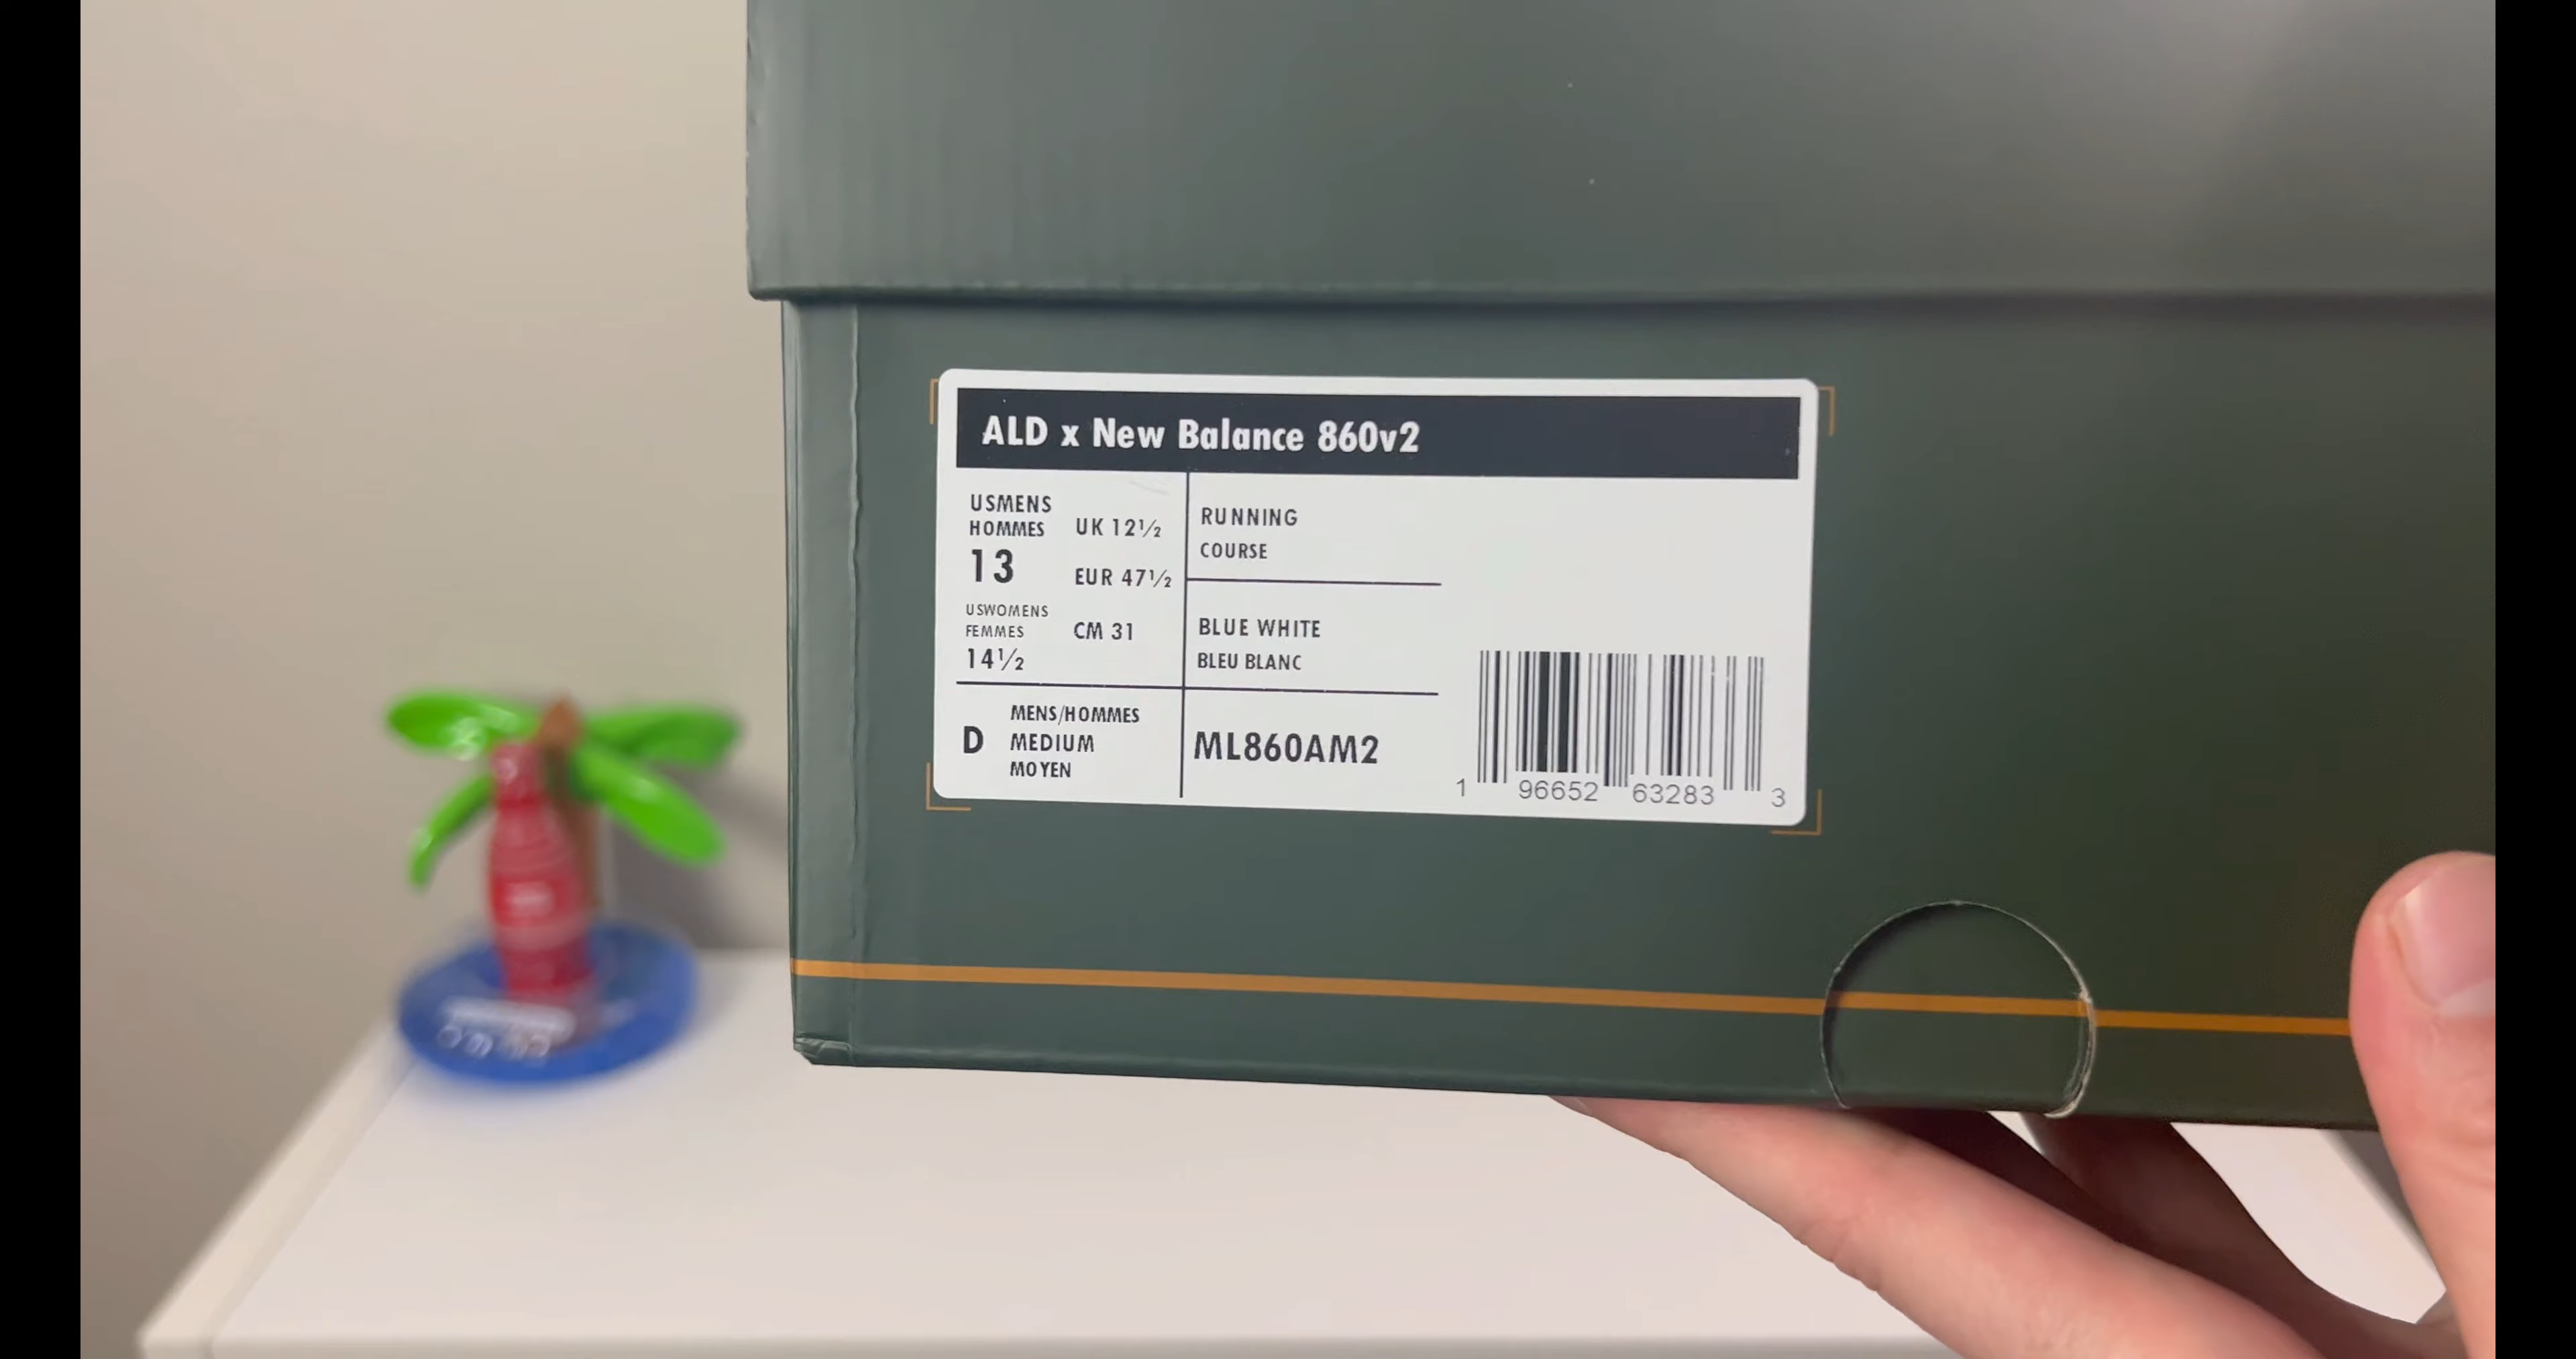 ALD x New Balance 860v2
USMENS
HOMMES
13
USWOMENS
FEMMES
14½
UK 12½
EUR 47½
CM 31
RUNNING
COURSE
BLUE WHITE
BLEU BLANC
D
MENS/HOMMES
MEDIUM
MOYEN
ML860AM2
1 96652 63283 3